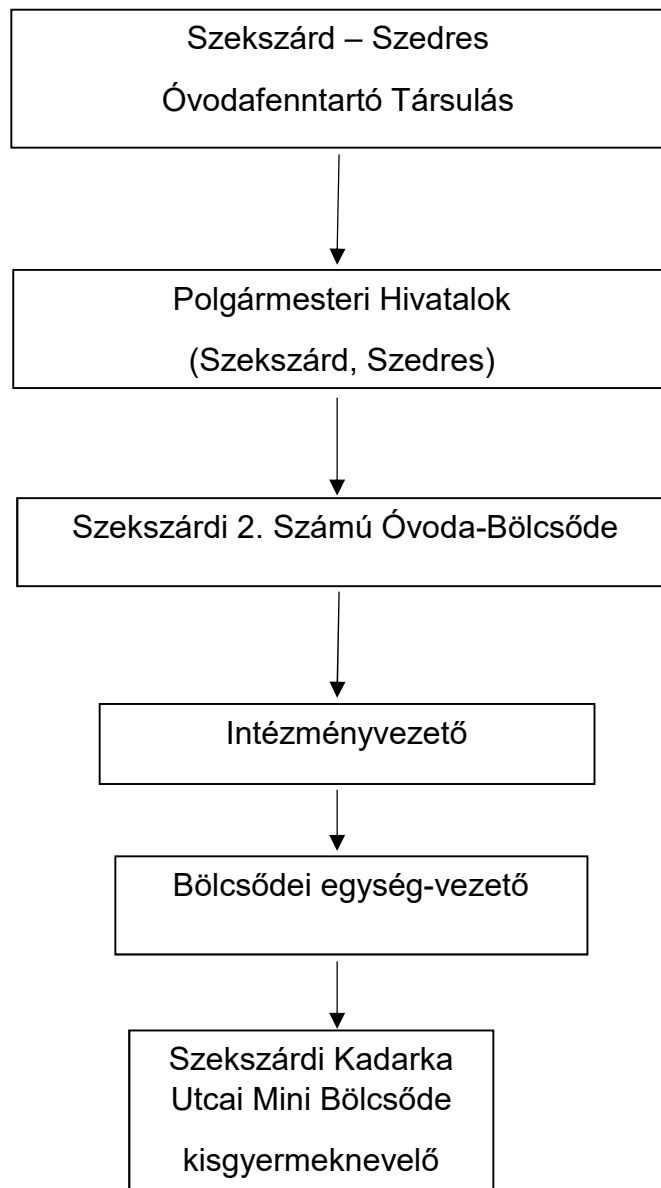 Szekszárd – Szedres
Óvodafenntartó Társulás
Polgármesteri Hivatalok
(Szekszárd, Szedres)
Szekszárdi 2. Számú Óvoda-Bölcsőde
Intézményvezető
Bölcsődei egység-vezető
Szekszárdi Kadarka
Utcai Mini Bölcsőde
kisgyermeknevelő